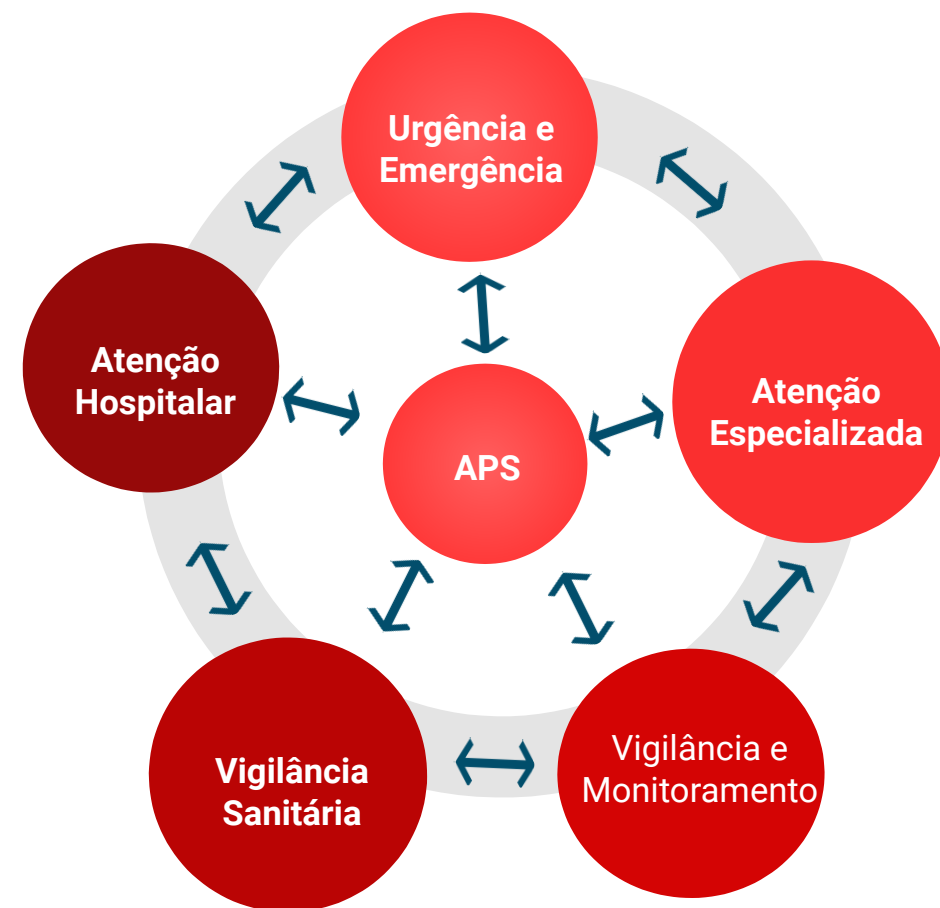 Urgência e
Emergência
Atenção
Hospitalar
Atenção
Especializada
APS
Vigilância
Sanitária
Vigilância e
Monitoramento